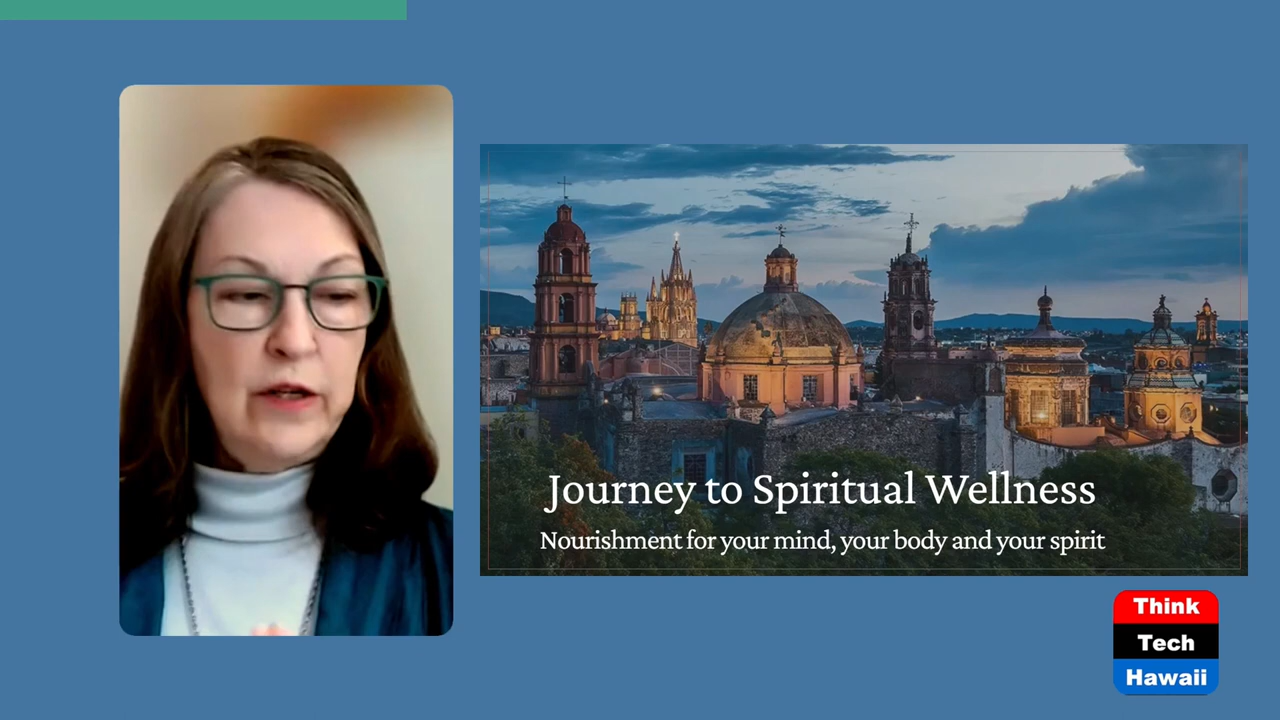 Journey to Spiritual Wellness
Nourishment for your mind, your body and your spirit
Think
Tech
Hawaii